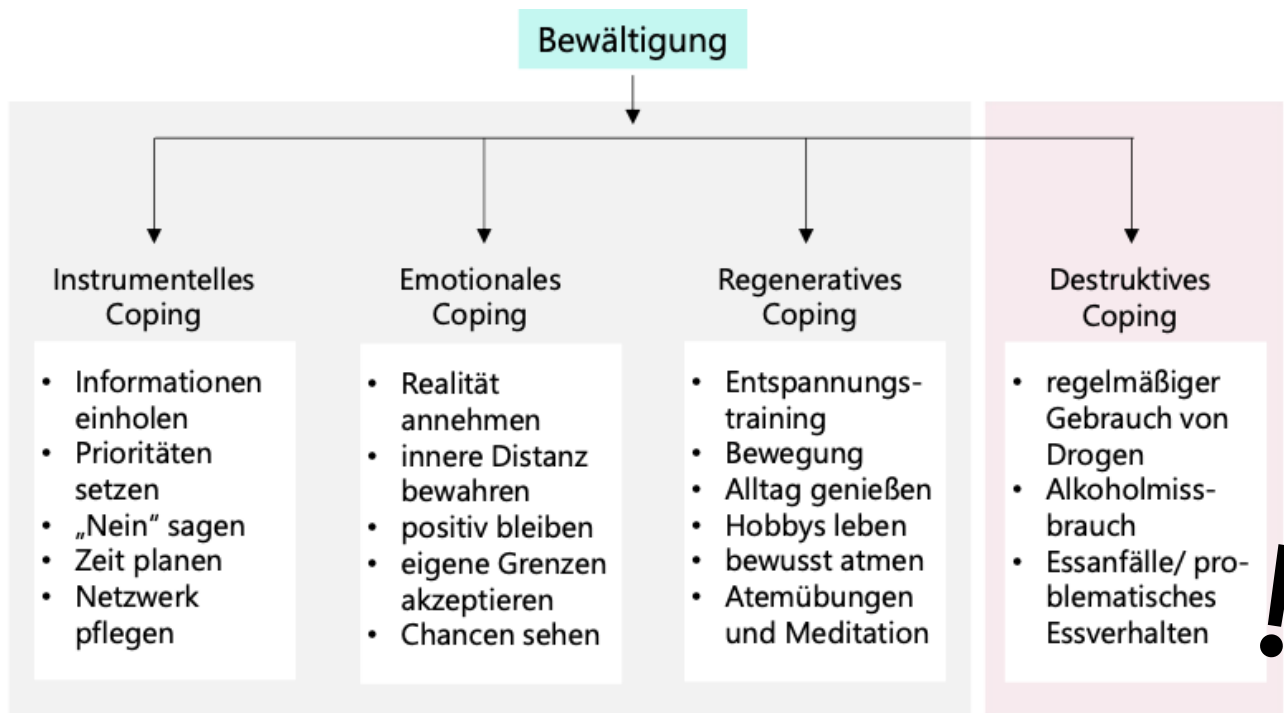 Bewältigung
Instrumentelles
Coping
• Informationen
einholen
• Prioritäten
setzen
• „Nein“ sagen
• Zeit planen
• Netzwerk
pflegen
Emotionales
Coping
• Realität
annehmen
• innere Distanz
bewahren
• positiv bleiben
• eigene Grenzen
akzeptieren
• Chancen sehen
Regeneratives
Coping
• Entspannungs-
training
• Bewegung
• Alltag genießen
• Hobbys leben
• bewusst atmen
• Atemübungen
und Meditation
Destruktives
Coping
• regelmäßiger
Gebrauch von
Drogen
• Alkoholmiss-
brauch
• Essanfälle/ pro-
blematisches
Essverhalten
!